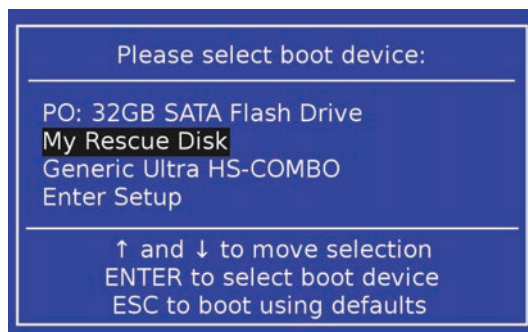 Please select boot device:
PO: 32GB SATA Flash Drive
My Rescue Disk
Generic Ultra HS-COMBO
Enter Setup
↑ and ↓ to move selection
ENTER to select boot device
ESC to boot using defaults